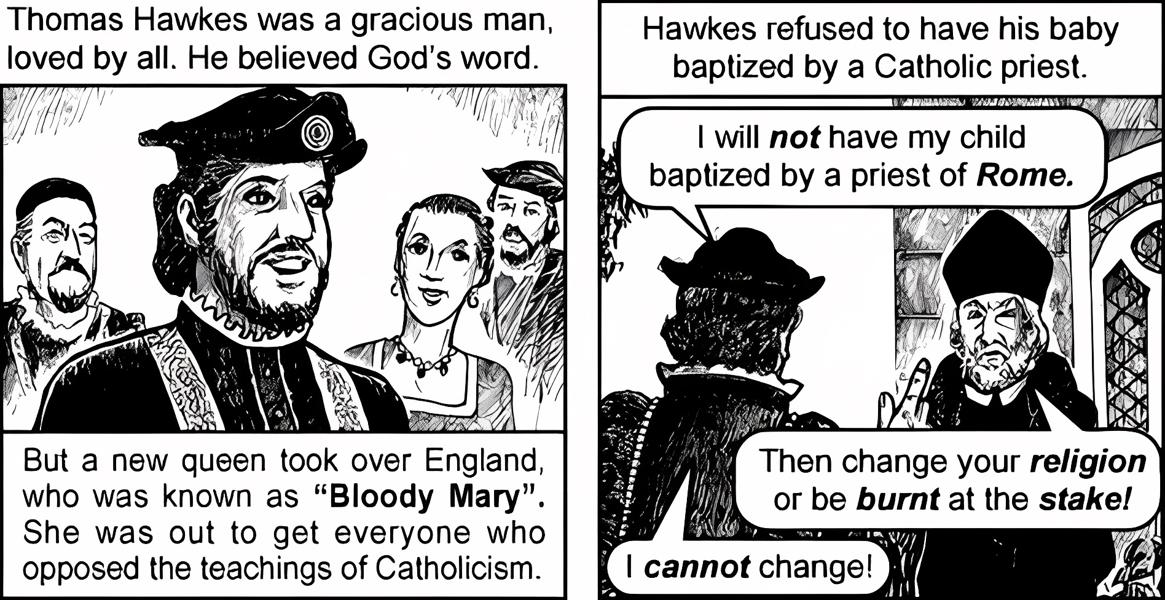 Thomas Hawkes was a gracious man,
loved by all. He believed God's word.
But a new queen took over England,
who was known as “Bloody Mary”.
She was out to get everyone who
opposed the teachings of Catholicism.
Hawkes refused to have his baby
baptized by a Catholic priest.
I will not have my child
baptized by a priest of Rome.
Then change your religion
or be burnt at the stake!
I cannot change!